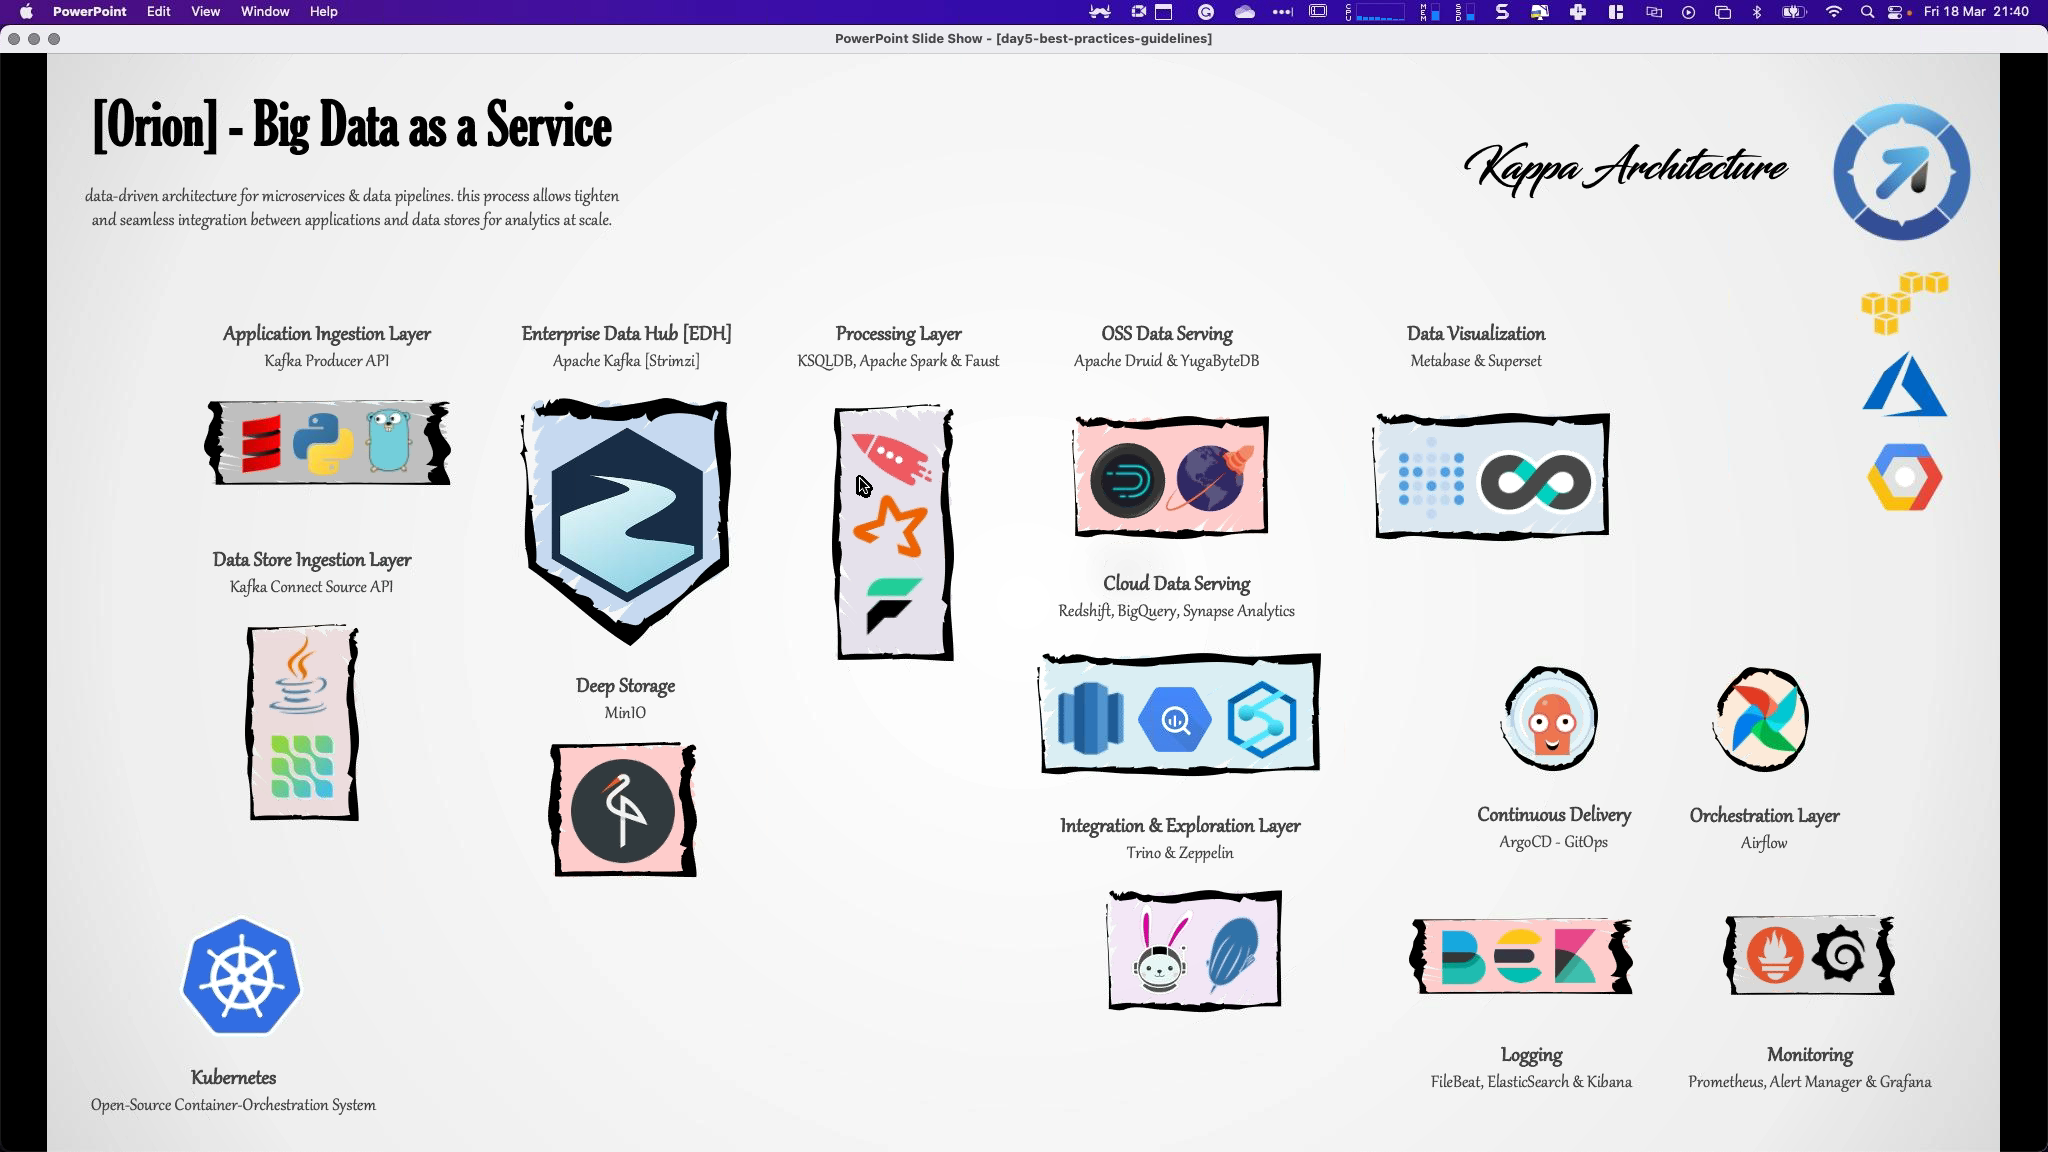 PowerPoint Edit View Window Help
Fri 18 Mar 21:40
PowerPoint Slide Show - [day5-best-practices-guidelines]
[Orion] - Big Data as a Service
data-driven architecture for microservices & data pipelines. this process allows tighten
and seamless integration between applications and data stores for analytics at scale.
Kappa Architecture
Application Ingestion Layer
Kafka Producer API
Enterprise Data Hub [EDH]
Apache Kafka [Strimzi]
Processing Layer
KSQLDB, Apache Spark & Faust
OSS Data Serving
Apache Druid & YugaByteDB
Data Visualization
Metabase & Superset
Data Store Ingestion Layer
Kafka Connect Source API
Cloud Data Serving
Redshift, BigQuery, Synapse Analytics
Deep Storage
MinIO
Integration & Exploration Layer
Trino & Zeppelin
Continuous Delivery
ArgoCD - GitOps
Orchestration Layer
Airflow
BEK
Kubernetes
Open-Source Container-Orchestration System
Logging
FileBeat, ElasticSearch & Kibana
Monitoring
Prometheus, Alert Manager & Grafana